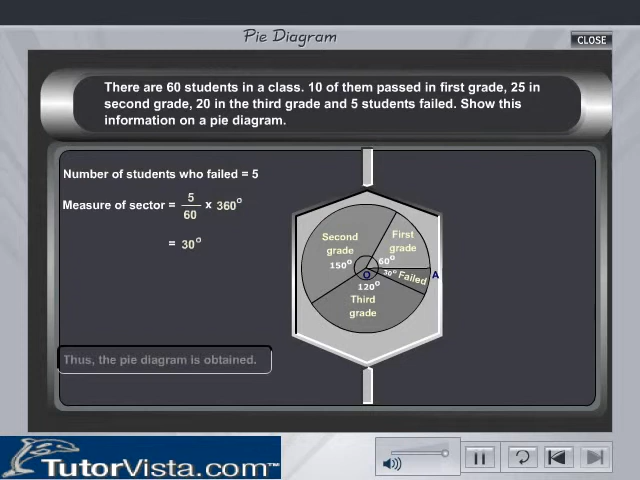 Pie Diagram
CLOSE
There are 60 students in a class. 10 of them passed in first grade, 25 in
second grade, 20 in the third grade and 5 students failed. Show this
information on a pie diagram.
Number of students who failed = 5
Measure of sector = 5/60 x 360°
= 30°
Second
grade
150°
First
grade
60°
30° Failed
O
A
120°
Third
grade
Thus, the pie diagram is obtained.
TutorVista.com™